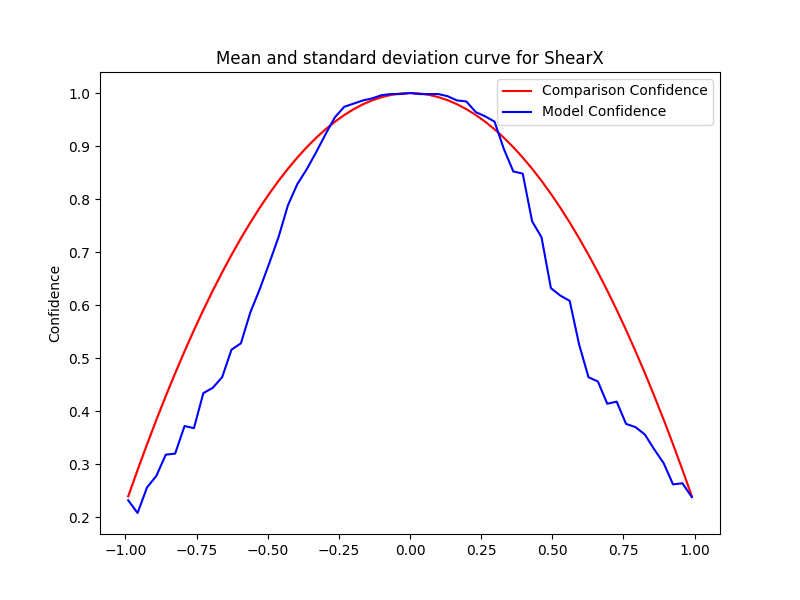 Mean and standard deviation curve for ShearX
Comparison Confidence
Model Confidence
Confidence
1.0
0.9
0.8
0.7
0.6
0.5
0.4
0.3
0.2
−1.00 −0.75 −0.50 −0.25 0.00 0.25 0.50 0.75 1.00